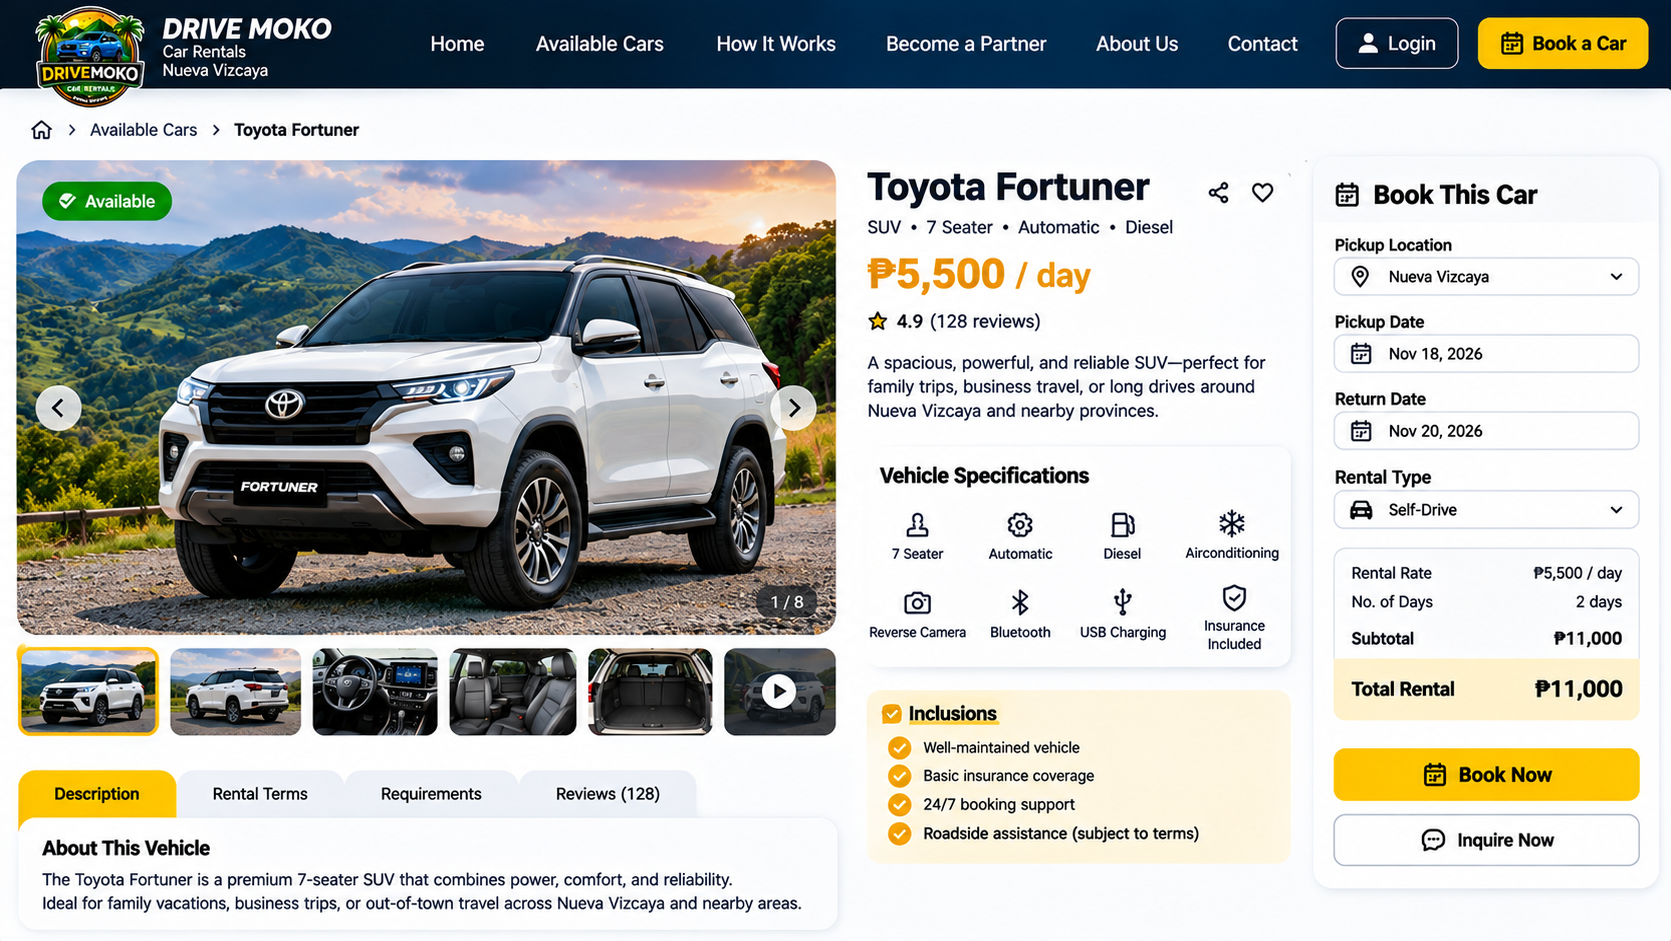 DRIVEMOKO
CAR RENTALS
DRIVE MOKO
Car Rentals
Nueva Vizcaya
Home
Available Cars
How It Works
Become a Partner
About Us
Contact
Login
Book a Car
Available Cars
Toyota Fortuner
Available
FORTUNER
1 / 8
Description
Rental Terms
Requirements
Reviews (128)
About This Vehicle
The Toyota Fortuner is a premium 7-seater SUV that combines power, comfort, and reliability.
Ideal for family vacations, business trips, or out-of-town travel across Nueva Vizcaya and nearby areas.
Toyota Fortuner
SUV • 7 Seater • Automatic • Diesel
₱5,500 / day
4.9 (128 reviews)
A spacious, powerful, and reliable SUV—perfect for
family trips, business travel, or long drives around
Nueva Vizcaya and nearby provinces.
Vehicle Specifications
7 Seater
Automatic
Diesel
Airconditioning
Reverse Camera
Bluetooth
USB Charging
Insurance
Included
Inclusions
Well-maintained vehicle
Basic insurance coverage
24/7 booking support
Roadside assistance (subject to terms)
Book This Car
Pickup Location
Nueva Vizcaya
Pickup Date
Nov 18, 2026
Return Date
Nov 20, 2026
Rental Type
Self-Drive
Rental Rate ₱5,500 / day
No. of Days 2 days
Subtotal ₱11,000
Total Rental ₱11,000
Book Now
Inquire Now